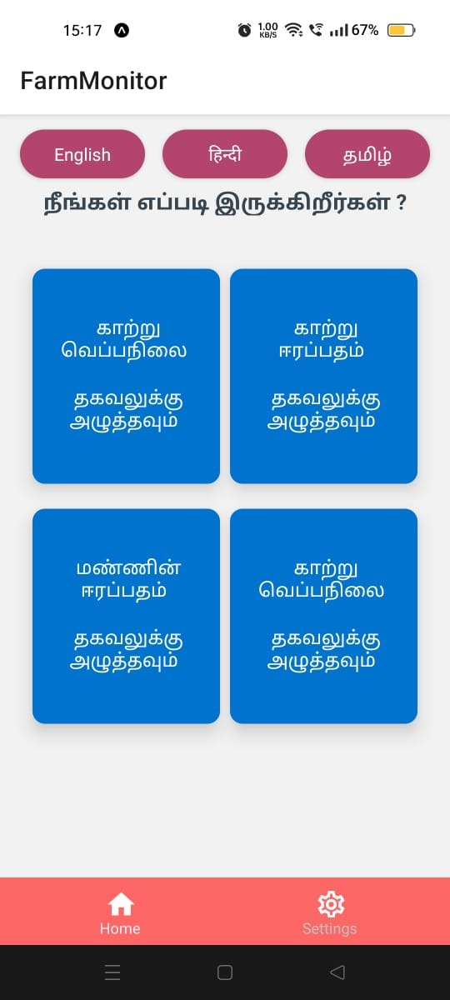 15:17
1.00 KB/S
67%
FarmMonitor
English
हिन्दी
தமிழ்
நீங்கள் எப்படி இருக்கிறீர்கள் ?
காற்று
வெப்பநிலை
தகவலுக்கு
அழுத்தவும்
காற்று
ஈரப்பதம்
தகவலுக்கு
அழுத்தவும்
மண்ணின்
ஈரப்பதம்
தகவலுக்கு
அழுத்தவும்
காற்று
வெப்பநிலை
தகவலுக்கு
அழுத்தவும்
Home
Settings